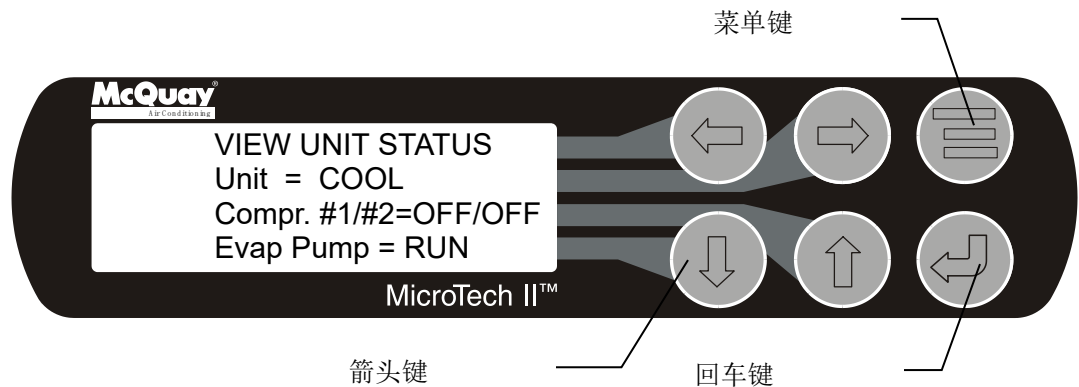 菜单键
McQuay®
Air Conditioning
VIEW UNIT STATUS
Unit = COOL
Compr. #1/#2=OFF/OFF
Evap Pump = RUN
MicroTech II™
箭头键
回车键